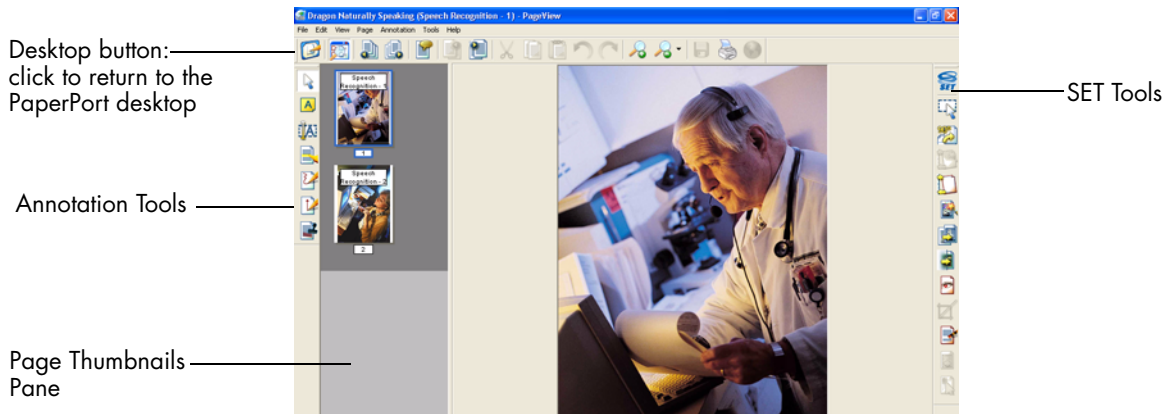 Dragon Naturally Speaking (Speech Recognition - 1) - PageView
File Edit View Page Annotation Tools Help
Desktop button:
click to return to the
PaperPort desktop
SET
SET Tools
Speech
Recognition - 1
1
Annotation Tools
Speech
Recognition - 2
2
Page Thumbnails
Pane